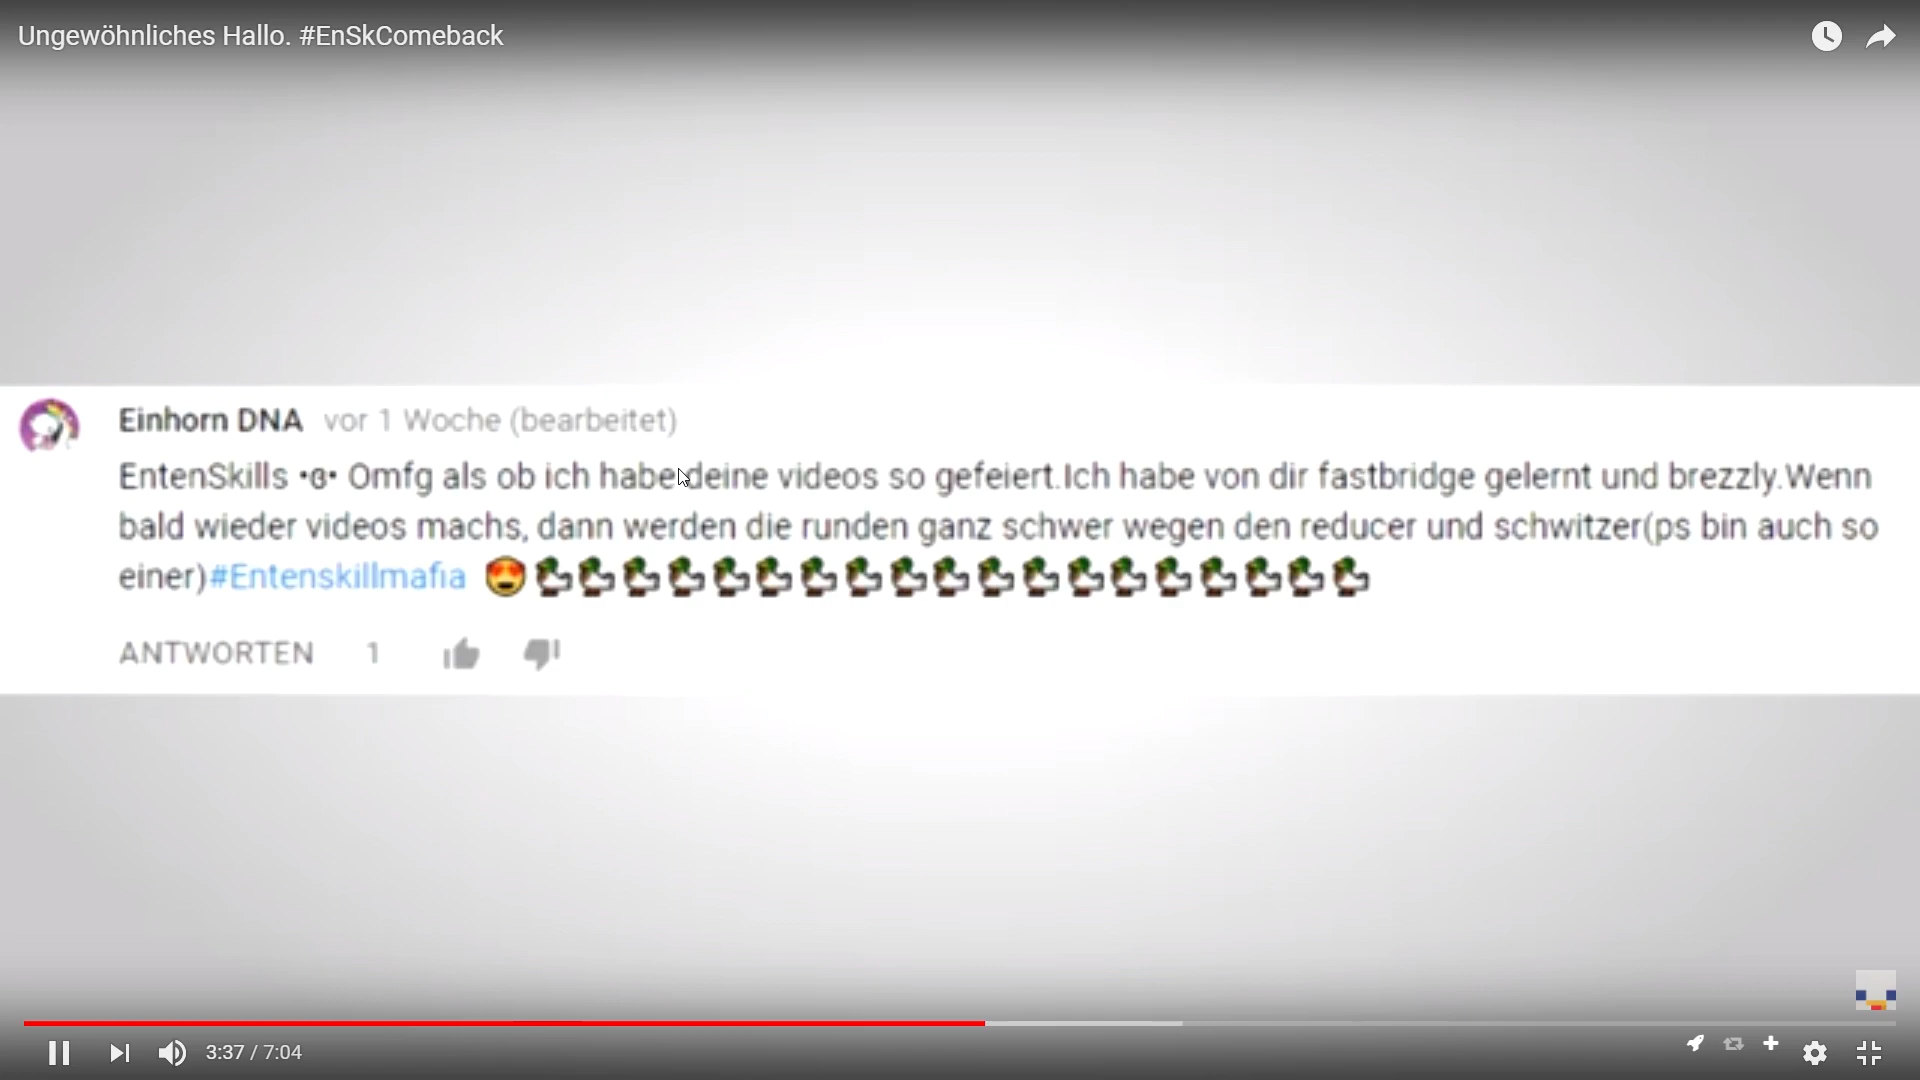 Ungewöhnliches Hallo. #EnSkComeback
Einhorn DNA vor 1 Woche (bearbeitet)
EntenSkills •ɞ• Omfg als ob ich habe deine videos so gefeiert.Ich habe von dir fastbridge gelernt und brezzly.Wenn
bald wieder videos machs, dann werden die runden ganz schwer wegen den reducer und schwitzer(ps bin auch so
einer)#Entenskillmafia 😍🦆🦆🦆🦆🦆🦆🦆🦆🦆🦆🦆🦆🦆🦆🦆🦆🦆🦆🦆
ANTWORTEN 1
3:37 / 7:04